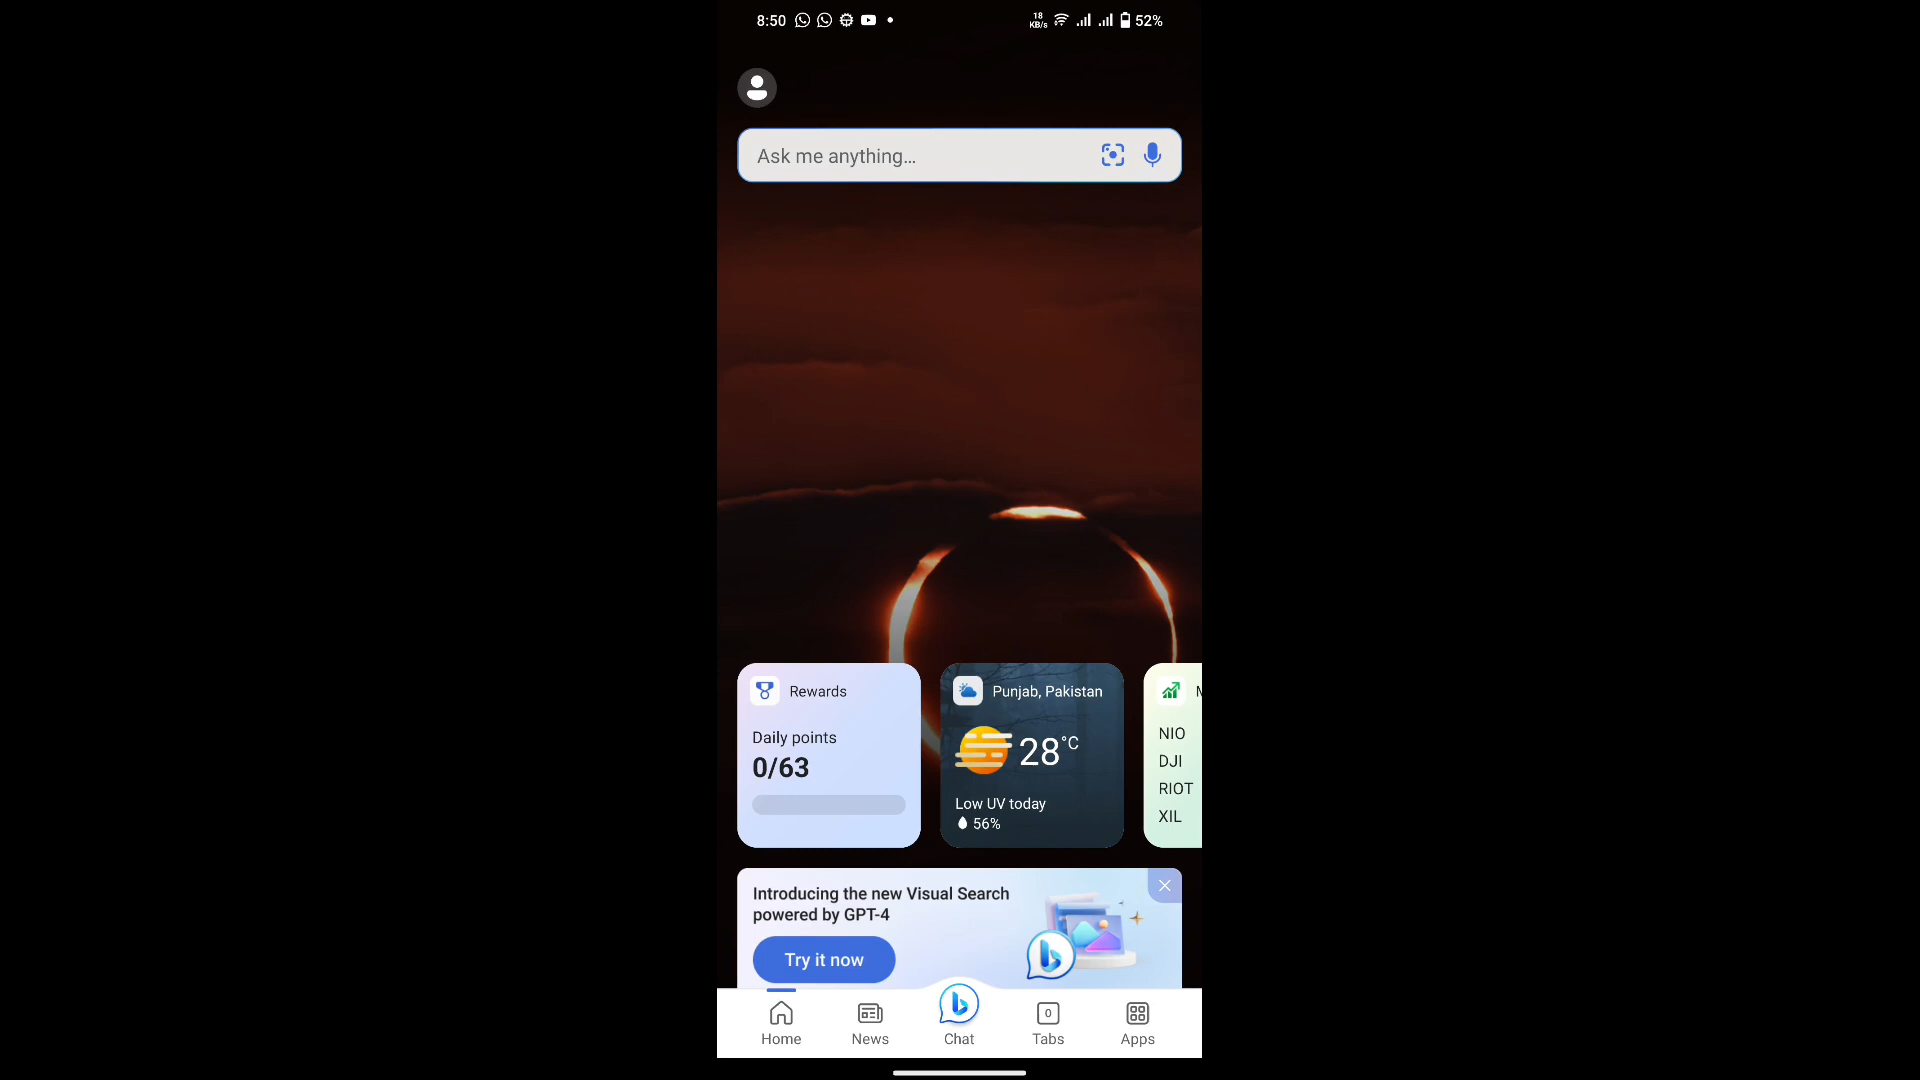 8:50
18
KB/s
52%
Ask me anything...
Rewards
Daily points
0/63
Punjab, Pakistan
28°C
Low UV today
56%
M
NIO
DJI
RIOT
XIL
Introducing the new Visual Search
powered by GPT-4
Try it now
Home
News
Chat
0
Tabs
Apps